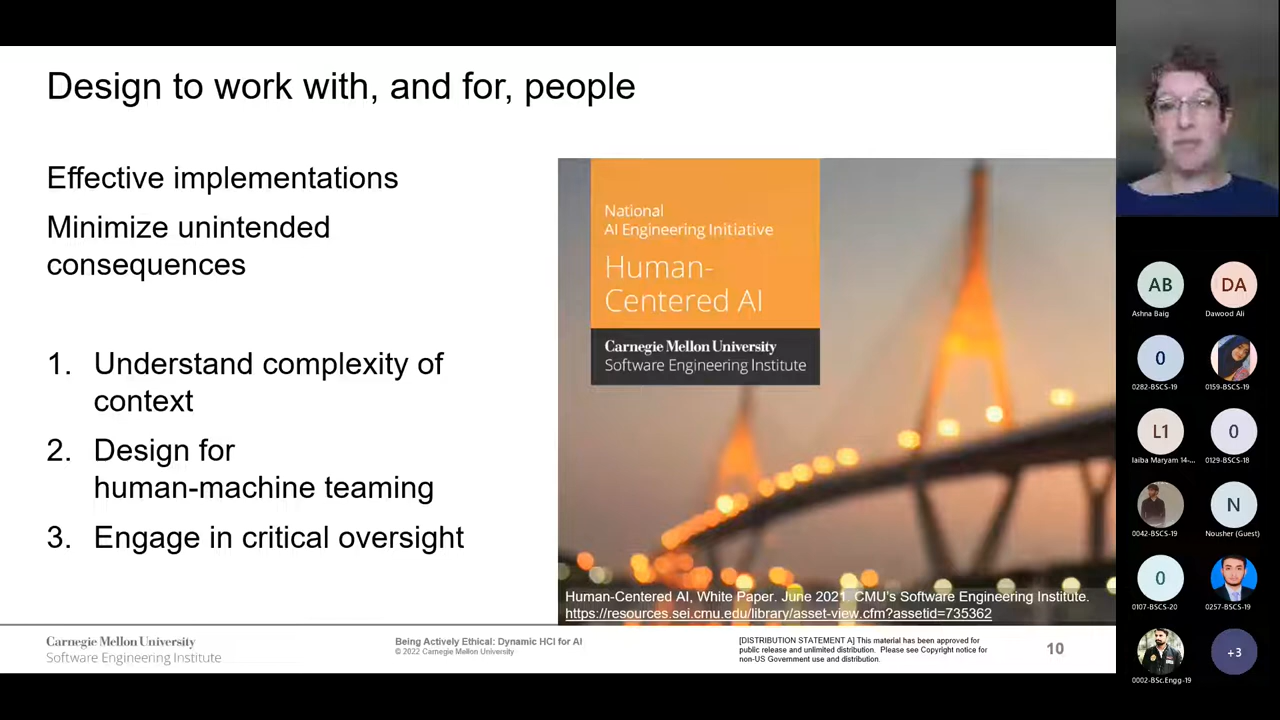 Design to work with, and for, people
Effective implementations
Minimize unintended
consequences
1. Understand complexity of
context
2. Design for
human-machine teaming
3. Engage in critical oversight
National
AI Engineering Initiative
Human-
Centered AI
Carnegie Mellon University
Software Engineering Institute
Human-Centered AI, White Paper. June 2021. CMU's Software Engineering Institute.
https://resources.sei.cmu.edu/library/asset-view.cfm?assetid=735362
Carnegie Mellon University
Software Engineering Institute
Being Actively Ethical: Dynamic HCI for AI
© 2022 Carnegie Mellon University
[DISTRIBUTION STATEMENT A] This material has been approved for
public release and unlimited distribution. Please see Copyright notice for
non-US Government use and distribution.
10
AB
Ashna Baig
DA
Dawood Ali
0
0282-BSCS-19
0159-BSCS-19
L1
laiba Maryam 14-...
0
0129-BSCS-18
0042-BSCS-19
N
Nousher (Guest)
0
0107-BSCS-20
0257-BSCS-19
0002-BSc.Engg-19
+3